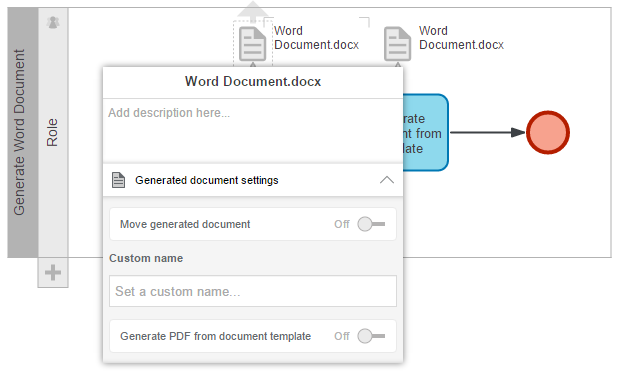 Generate Word Document
Role
Word
Document.docx
Word
Document.docx
rate
nt from
late
Word Document.docx
Add description here...
Generated document settings
Move generated document Off
Custom name
Set a custom name...
Generate PDF from document template Off